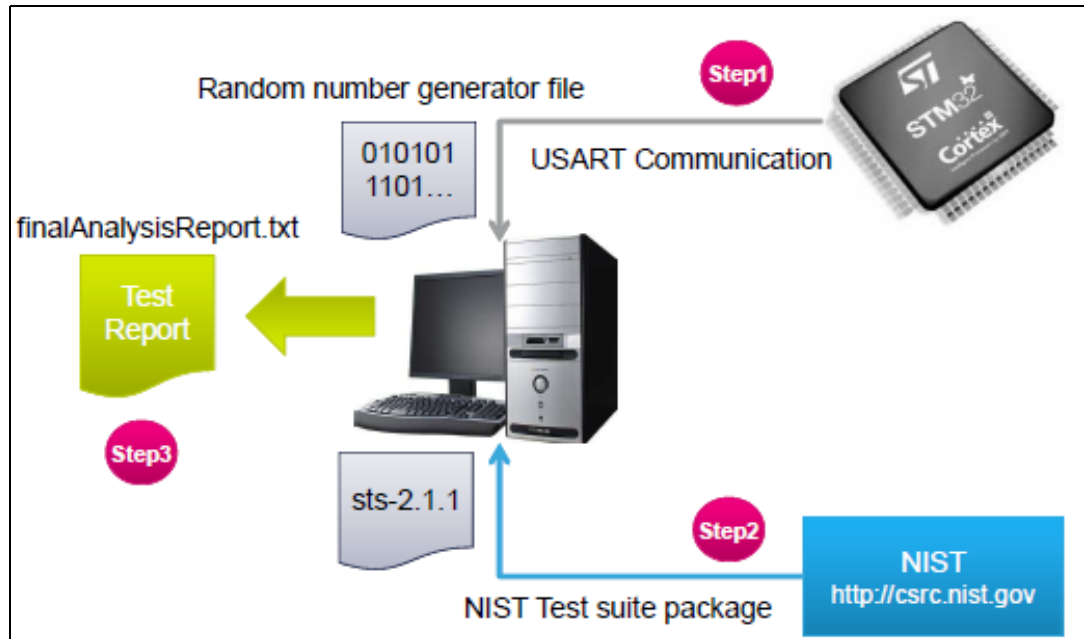 Step1
STM32
Cortex
Random number generator file
010101
1101...
USART Communication
finalAnalysisReport.txt
Test
Report
Step3
sts-2.1.1
Step2
NIST
http://csrc.nist.gov
NIST Test suite package